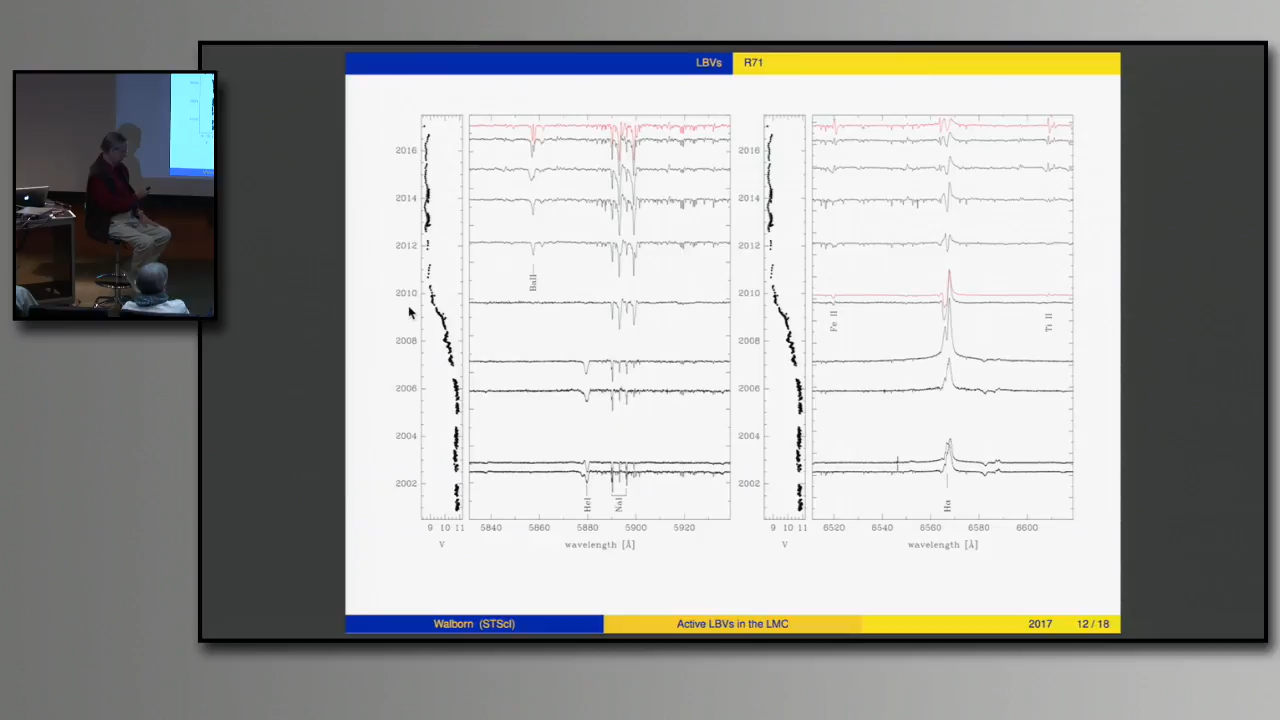 LBVs R71
2016
2014
2012
2010
2008
2006
2004
2002
BaII
HeI
NaI
9 10 11
5840 5860 5880 5900 5920
V
wavelength [Å]
2016
2014
2012
2010
2008
2006
2004
2002
Fe II
Ti II
Hα
9 10 11
6520 6540 6560 6580 6600
V
wavelength [Å]
Walborn (STScI) Active LBVs in the LMC 2017 12 / 18